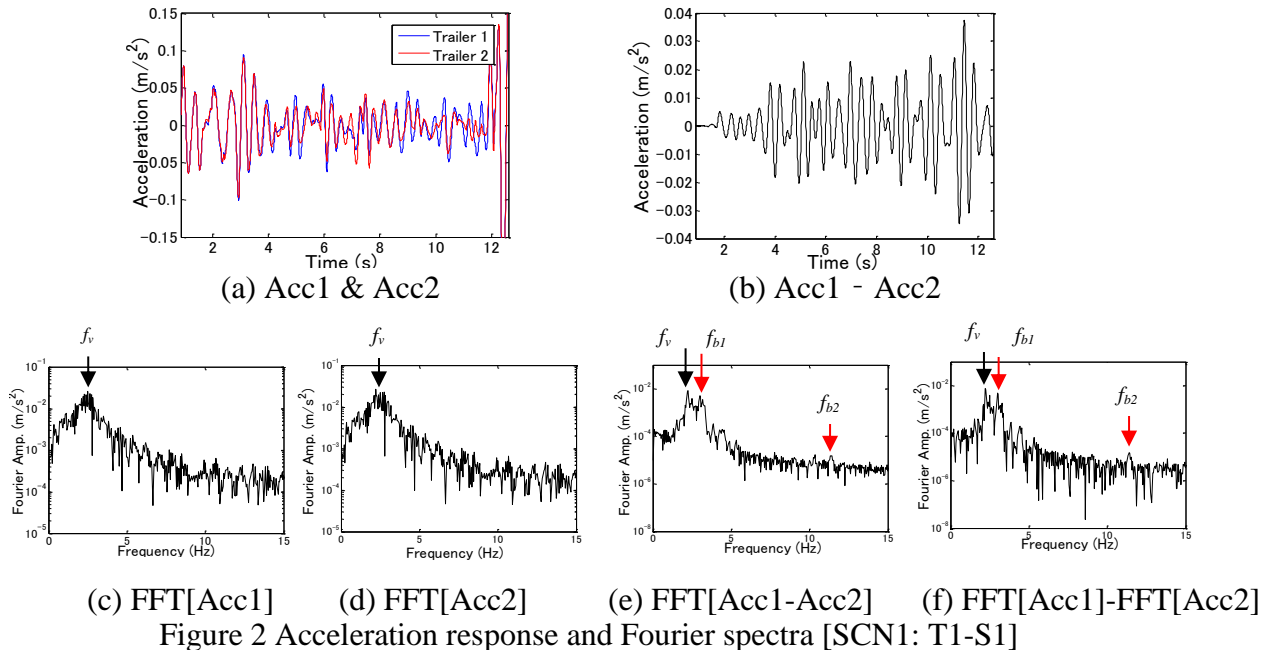 Acceleration (m/s²)
0.15
0.1
0.05
0
−0.05
−0.1
−0.15
2 4 6 8 10 12
Time (s)
Trailer 1
Trailer 2
(a) Acc1 & Acc2
Acceleration (m/s²)
0.04
0.03
0.02
0.01
0
−0.01
−0.02
−0.03
−0.04
2 4 6 8 10 12
Time (s)
(b) Acc1 - Acc2
fv
Fourier Amp. (m/s²)
10⁻¹
10⁻²
10⁻³
10⁻⁴
10⁻⁵
0 5 10 15
Frequency (Hz)
(c) FFT[Acc1]
fv
Fourier Amp. (m/s²)
10⁻¹
10⁻²
10⁻³
10⁻⁴
10⁻⁵
0 5 10 15
Frequency (Hz)
(d) FFT[Acc2]
fv fb1
fb2
Fourier Amp. (m/s²)
10⁻²
10⁻⁴
10⁻⁶
10⁻⁸
0 5 10 15
Frequency (Hz)
(e) FFT[Acc1-Acc2]
fv fb1
fb2
Fourier Amp. (m/s²)
10⁻²
10⁻⁴
10⁻⁶
10⁻⁸
0 5 10 15
Frequency (Hz)
(f) FFT[Acc1]-FFT[Acc2]
Figure 2 Acceleration response and Fourier spectra [SCN1: T1-S1]